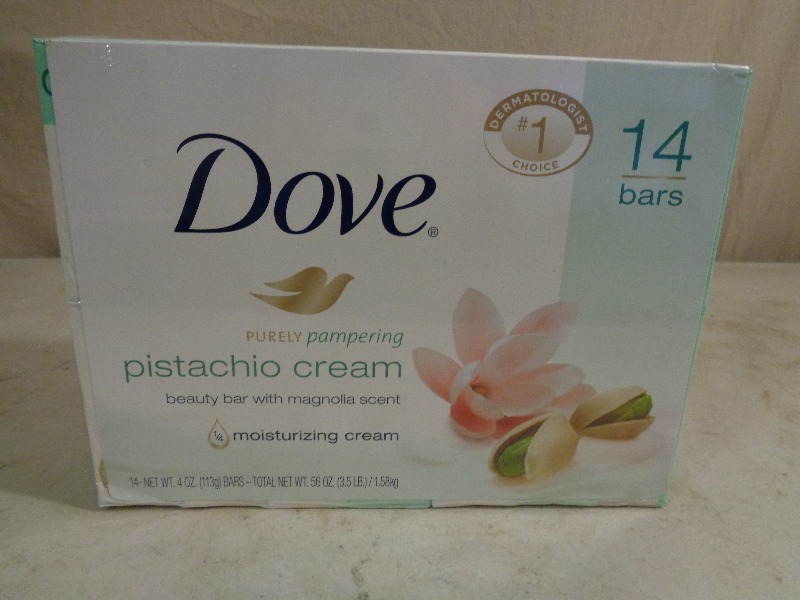 DERMATOLOGIST
#1
CHOICE
14
bars
Dove®
PURELY pampering
pistachio cream
beauty bar with magnolia scent
¼ moisturizing cream
14- NET WT. 4 OZ. (113g) BARS – TOTAL NET WT. 56 OZ. (3.5 LB.) / 1.58kg